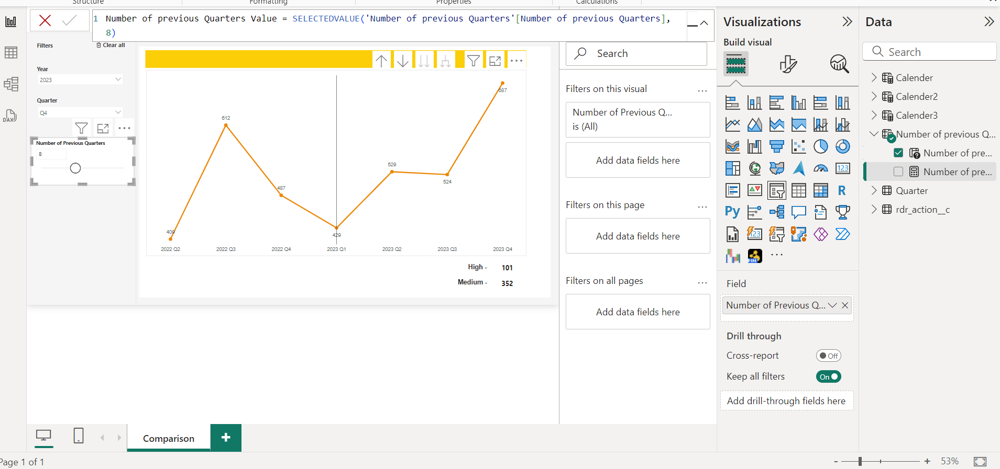 Structure
Formatting
Properties
Calculations
1 Number of previous Quarters Value = SELECTEDVALUE('Number of previous Quarters'[Number of previous Quarters],
8)
Filters
Clear all
Year
2023
Quarter
Q4
Number of Previous Quarters
8
612
487
409
429
529
524
687
2022 Q2
2022 Q3
2022 Q4
2023 Q1
2023 Q2
2023 Q3
2023 Q4
High - 101
Medium - 352
Search
Filters on this visual ...
Number of Previous Q...
is (All)
Add data fields here
Filters on this page ...
Add data fields here
Filters on all pages ...
Add data fields here
Visualizations
Build visual
123
R
Py
123
PIN
...
Field
Number of Previous Q...
Drill through
Cross-report
Off
Keep all filters
On
Add drill-through fields here
Data
Search
Calender
Calender2
Calender3
Number of previous Q...
Number of pre...
Number of pre...
Quarter
rdr_action__c
DAX
Comparison
+
Page 1 of 1
- + 53%